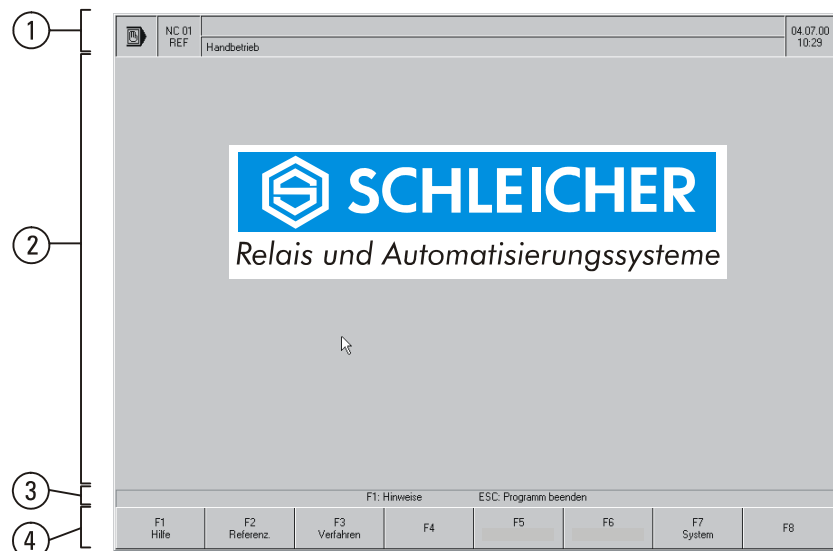 1
NC 01
REF
Handbetrieb
04.07.00
10:29
2
S SCHLEICHER
Relais und Automatisierungssysteme
3
F1: Hinweise ESC: Programm beenden
4
F1
Hilfe
F2
Referenz.
F3
Verfahren
F4
F5
F6
F7
System
F8